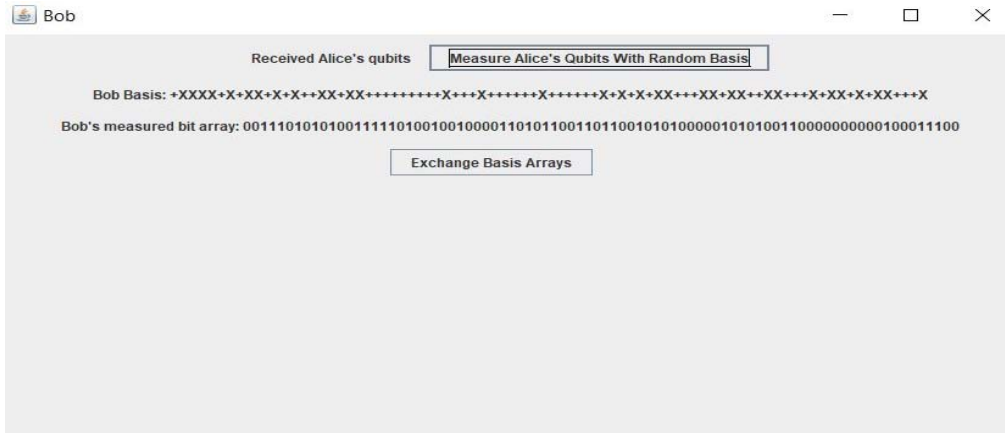 Bob
Received Alice's qubits Measure Alice's Qubits With Random Basis
Bob Basis: +XXXX+X+XX+X+X++XX+XX+++++++++X+++X++++++X++++++X+X+X+XX+++XX+XX++XX+++X+XX+X+XX+++X
Bob's measured bit array: 001110101010011111010010010000110101100110110010101000001010100110000000000100011100
Exchange Basis Arrays